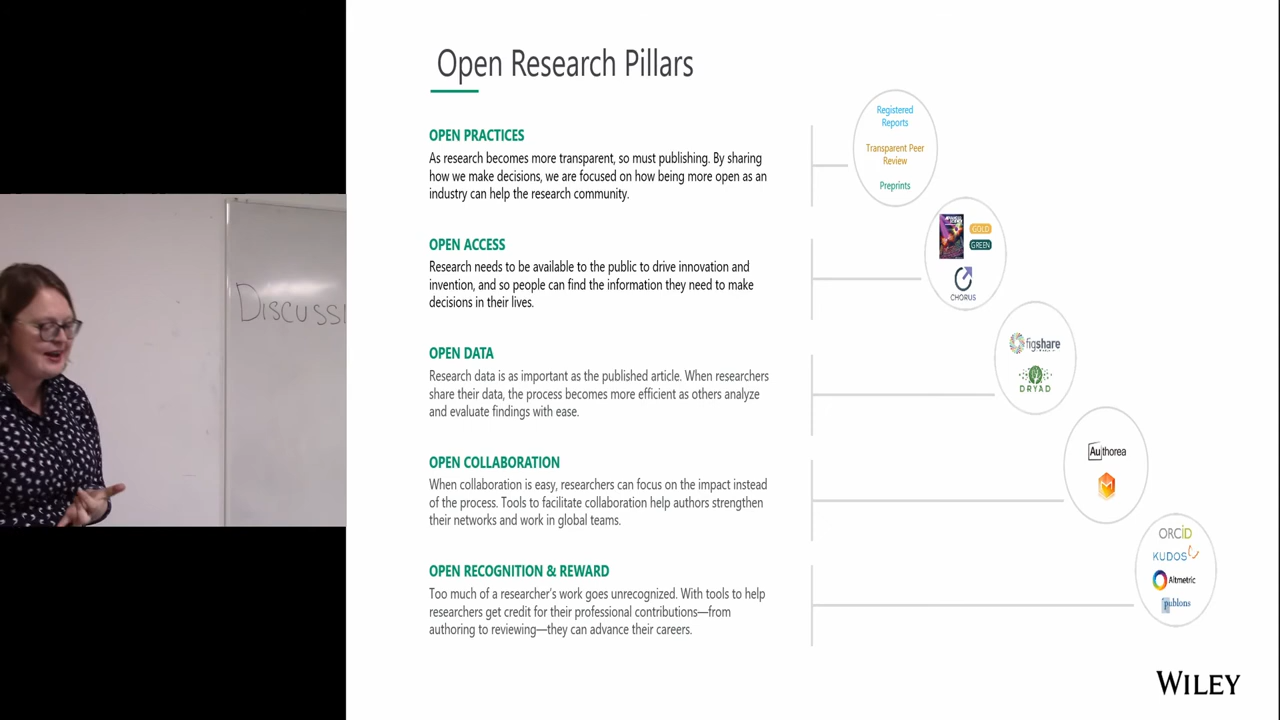 Open Research Pillars
OPEN PRACTICES
As research becomes more transparent, so must publishing. By sharing
how we make decisions, we are focused on how being more open as an
industry can help the research community.
OPEN ACCESS
Research needs to be available to the public to drive innovation and
invention, and so people can find the information they need to make
decisions in their lives.
OPEN DATA
Research data is as important as the published article. When researchers
share their data, the process becomes more efficient as others analyze
and evaluate findings with ease.
OPEN COLLABORATION
When collaboration is easy, researchers can focus on the impact instead
of the process. Tools to facilitate collaboration help authors strengthen
their networks and work in global teams.
OPEN RECOGNITION & REWARD
Too much of a researcher's work goes unrecognized. With tools to help
researchers get credit for their professional contributions—from
authoring to reviewing—they can advance their careers.
Registered
Reports
Transparent Peer
Review
Preprints
GOLD
GREEN
CHORUS
figshare
DRYAD
Authorea
ORCID
KUDOS
Altmetric
publons
WILEY
Discussi